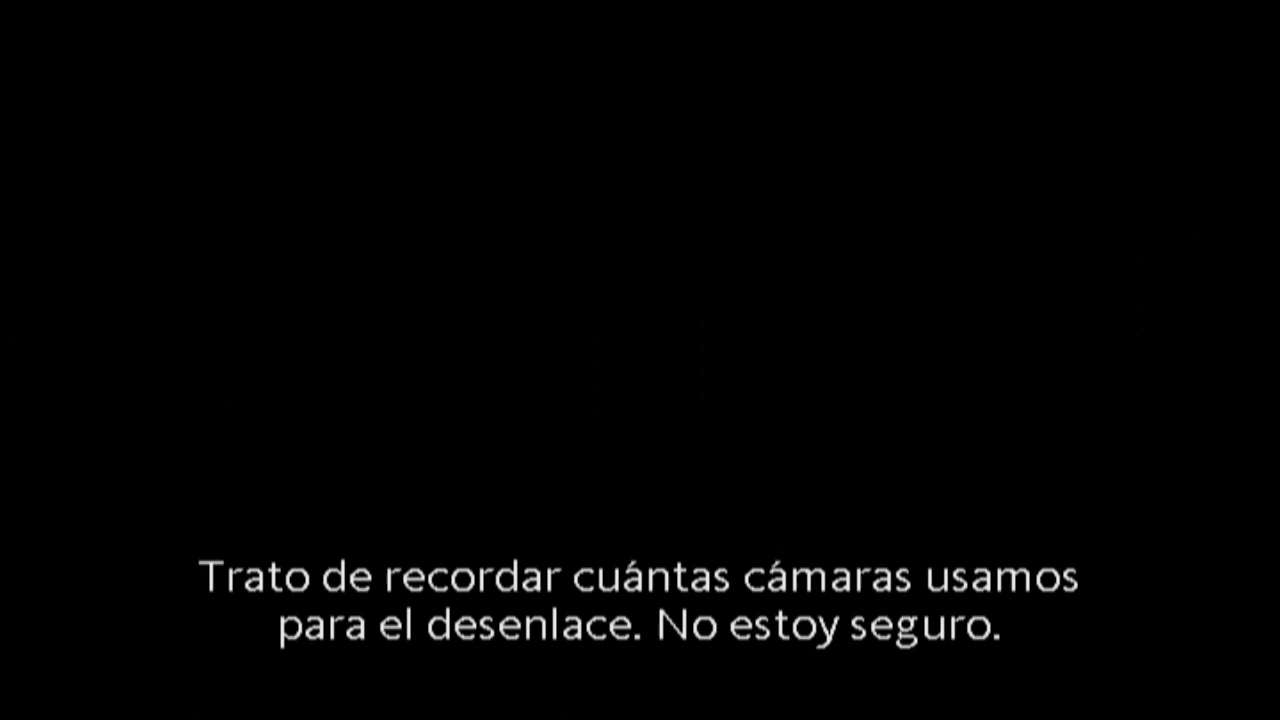 Trato de recordar cuántas cámaras usamos
para el desenlace. No estoy seguro.